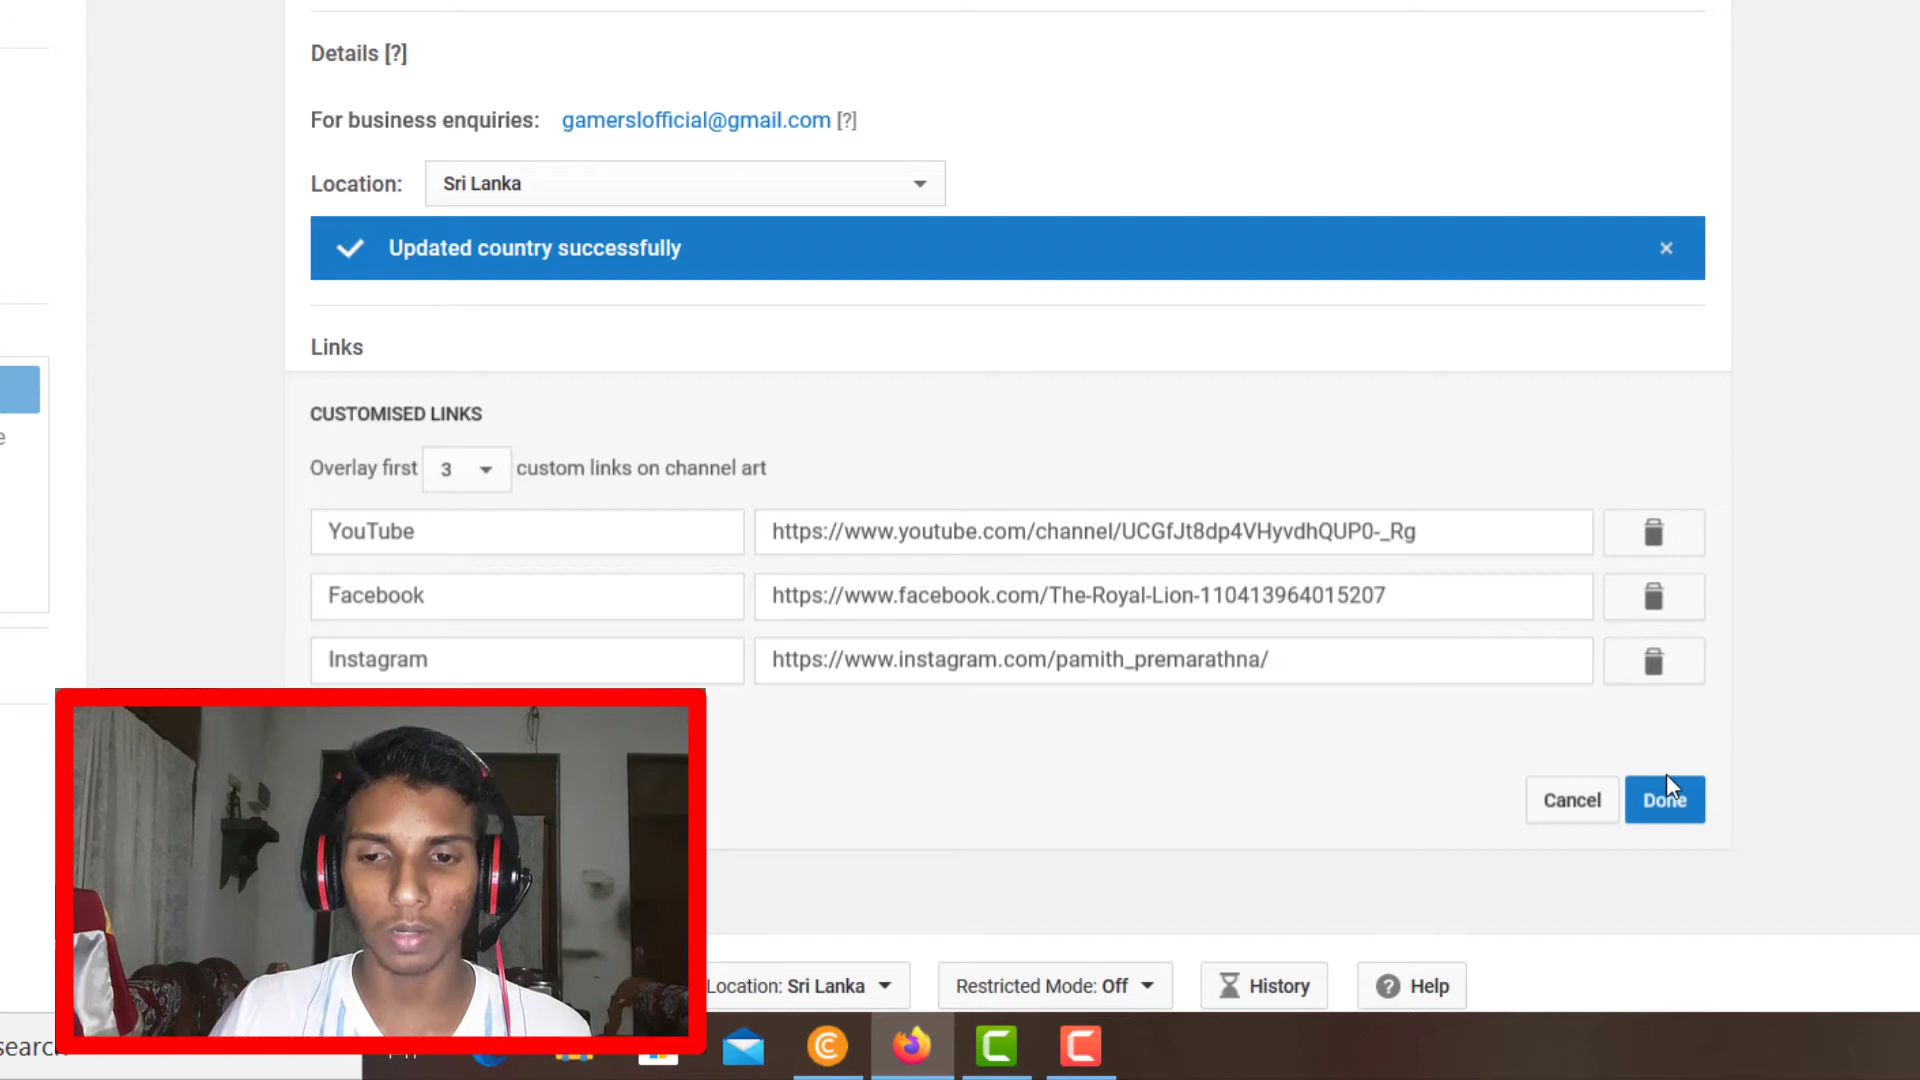 Details [?]
For business enquiries: gamerslofficial@gmail.com [?]
Location: Sri Lanka
Updated country successfully ×
Links
CUSTOMISED LINKS
Overlay first 3 custom links on channel art
YouTube https://www.youtube.com/channel/UCGfJt8dp4VHyvdhQUP0-_Rg
Facebook https://www.facebook.com/The-Royal-Lion-110413964015207
Instagram https://www.instagram.com/pamith_premarathna/
Cancel Done
Location: Sri Lanka Restricted Mode: Off History Help
search